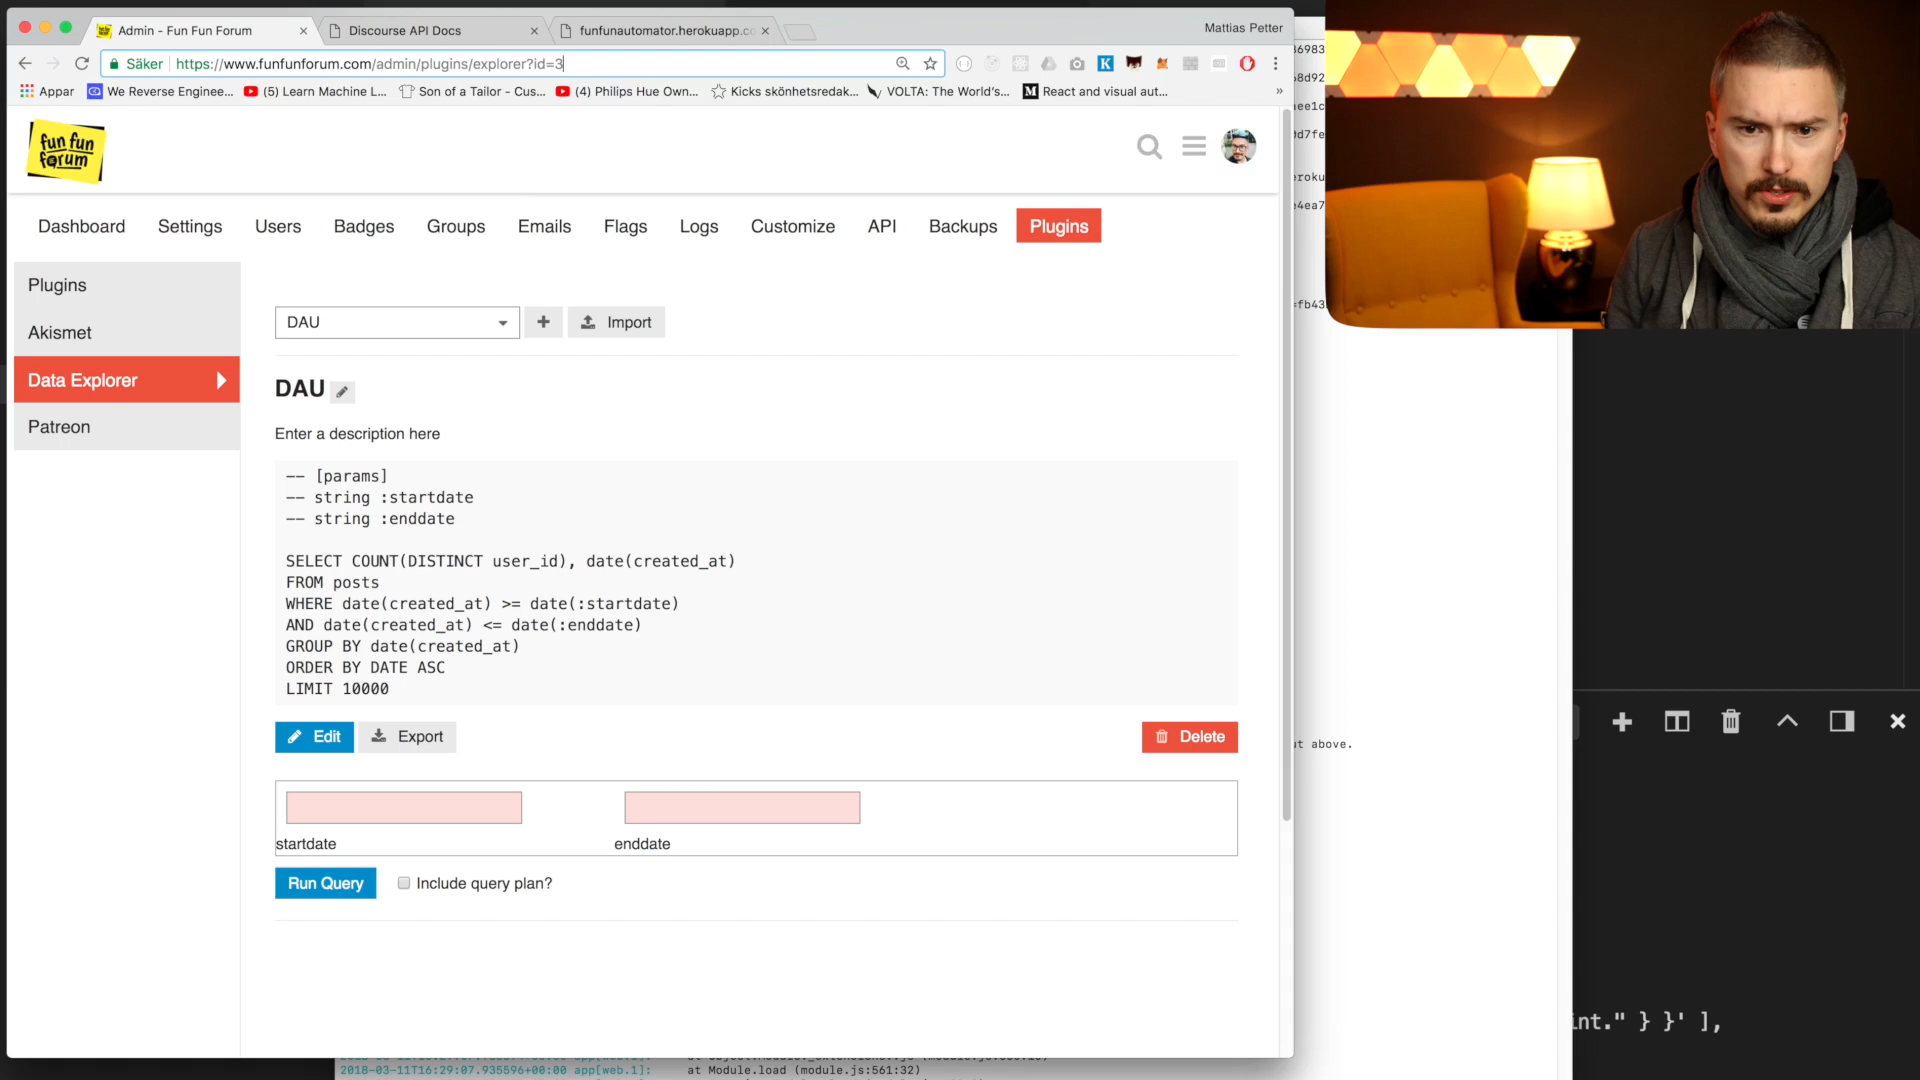 Admin - Fun Fun Forum
Discourse API Docs
funfunautomator.herokuapp.cc
Mattias Petter
Säker
https://www.funfunforum.com/admin/plugins/explorer?id=3
Appar
We Reverse Enginee...
(5) Learn Machine L...
Son of a Tailor - Cus...
(4) Philips Hue Own...
Kicks skönhetsredak...
VOLTA: The World's...
React and visual aut...
»
fun fun
forum
Dashboard
Settings
Users
Badges
Groups
Emails
Flags
Logs
Customize
API
Backups
Plugins
Plugins
Akismet
Data Explorer
Patreon
DAU
Import
DAU
Enter a description here
-- [params]
-- string :startdate
-- string :enddate
SELECT COUNT(DISTINCT user_id), date(created_at)
FROM posts
WHERE date(created_at) >= date(:startdate)
AND date(created_at) <= date(:enddate)
GROUP BY date(created_at)
ORDER BY DATE ASC
LIMIT 10000
Edit
Export
Delete
startdate
enddate
Run Query
Include query plan?
above.
int." } }' ],
2018-03-11T16:29:07.935596+00:00 app[web.1]:
at Module.load (module.js:561:32)